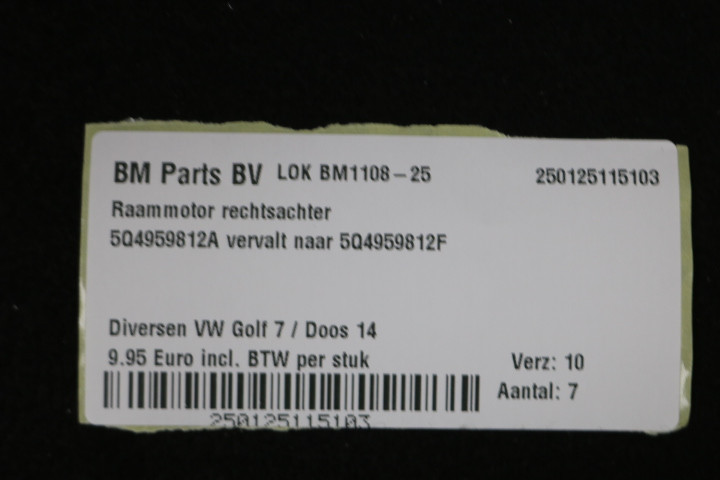 BM Parts BV LOK BM1108-25 250125115103
Raammotor rechtsachter
5Q4959812A vervalt naar 5Q4959812F
Diversen VW Golf 7 / Doos 14
9.95 Euro incl. BTW per stuk Verz: 10
Aantal: 7
250125115103